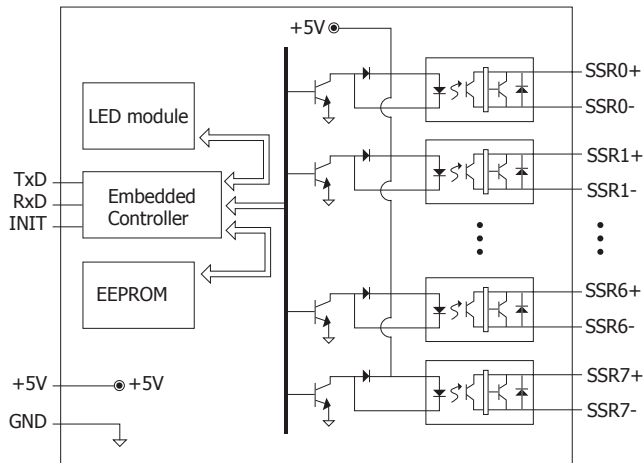 +5V
SSR0+
SSR0-
LED module
SSR1+
SSR1-
TxD
RxD
INIT
Embedded
Controller
EEPROM
SSR6+
SSR6-
+5V
+5V
SSR7+
SSR7-
GND